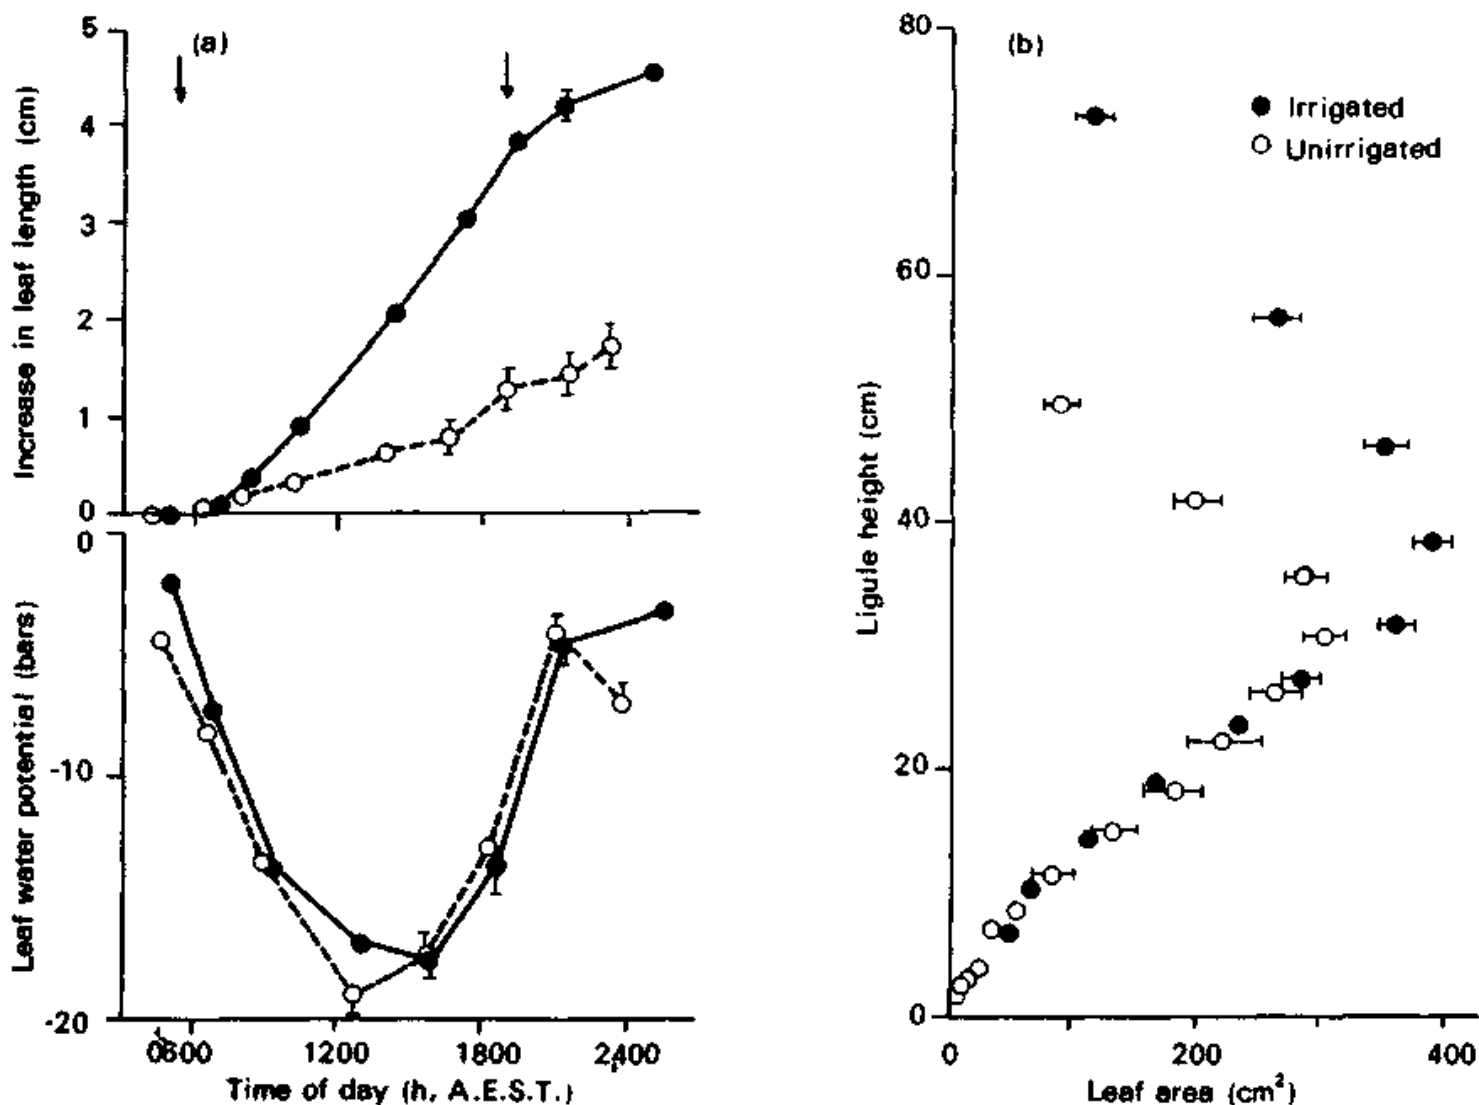 (a)
Increase in leaf length (cm)
5
4
3
2
1
0
Leaf water potential (bars)
0
-10
-20
0600 1200 1800 2400
Time of day (h, A.E.S.T.)
(b)
Irrigated
Unirrigated
Ligule height (cm)
80
60
40
20
0
0 200 400
Leaf area (cm²)